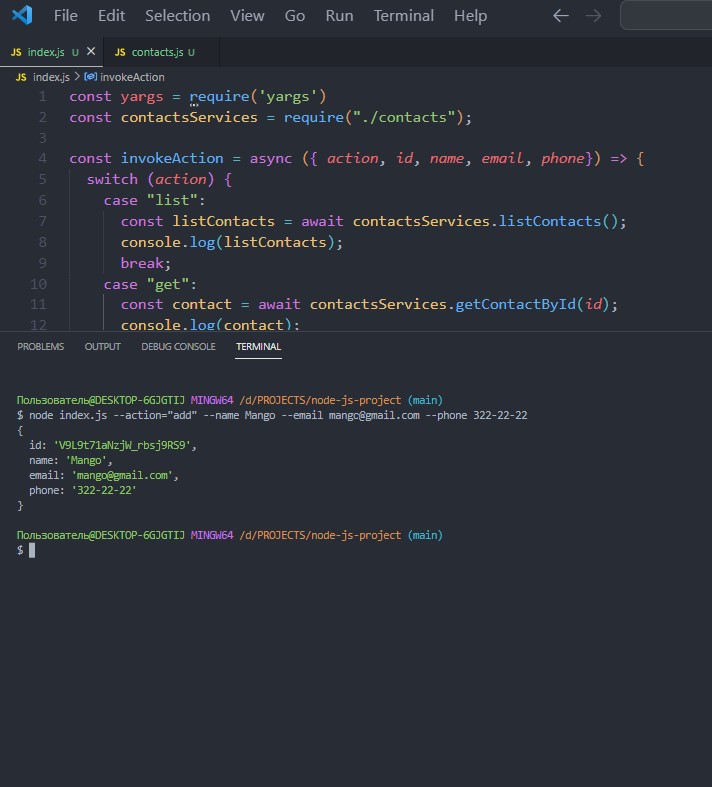 File Edit Selection View Go Run Terminal Help
JS index.js U JS contacts.js U
JS index.js > invokeAction
1 const yargs = require('yargs')
2 const contactsServices = require("./contacts");
3
4 const invokeAction = async ({ action, id, name, email, phone}) => {
5 switch (action) {
6 case "list":
7 const listContacts = await contactsServices.listContacts();
8 console.log(listContacts);
9 break;
10 case "get":
11 const contact = await contactsServices.getContactById(id);
12 console.log(contact);
PROBLEMS OUTPUT DEBUG CONSOLE TERMINAL
Пользователь@DESKTOP-6GJGTIJ MINGW64 /d/PROJECTS/node-js-project (main)
$ node index.js --action="add" --name Mango --email mango@gmail.com --phone 322-22-22
{
id: 'V9L9t71aNzjW_rbsj9RS9',
name: 'Mango',
email: 'mango@gmail.com',
phone: '322-22-22'
}
Пользователь@DESKTOP-6GJGTIJ MINGW64 /d/PROJECTS/node-js-project (main)
$